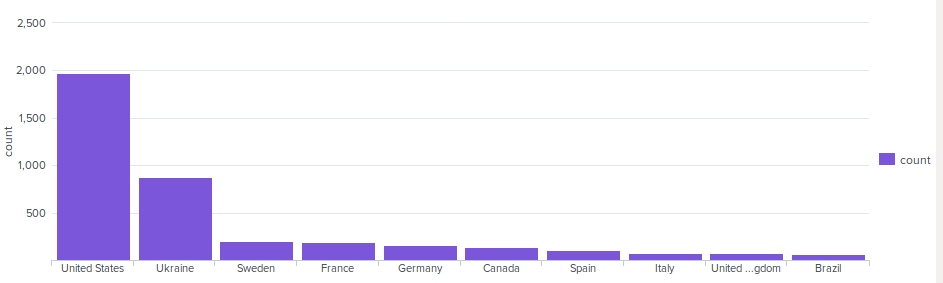 2,500
2,000
1,500
1,000
500
count
United States Ukraine Sweden France Germany Canada Spain Italy United ...gdom Brazil
count